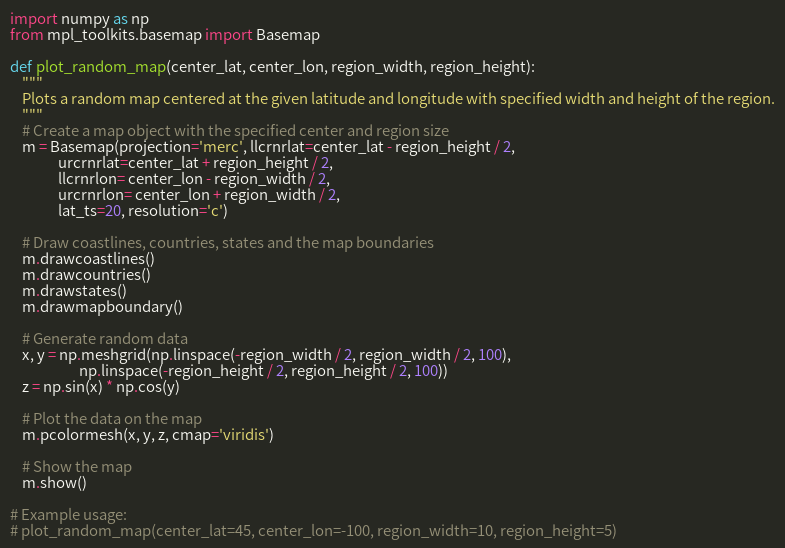 import numpy as np
from mpl_toolkits.basemap import Basemap

def plot_random_map(center_lat, center_lon, region_width, region_height):
    """
    Plots a random map centered at the given latitude and longitude with specified width and height of the region.
    """
    # Create a map object with the specified center and region size
    m = Basemap(projection='merc', llcrnrlat=center_lat - region_height / 2,
                urcrnrlat=center_lat + region_height / 2,
                llcrnrlon= center_lon - region_width / 2,
                urcrnrlon= center_lon + region_width / 2,
                lat_ts=20, resolution='c')

    # Draw coastlines, countries, states and the map boundaries
    m.drawcoastlines()
    m.drawcountries()
    m.drawstates()
    m.drawmapboundary()

    # Generate random data
    x, y = np.meshgrid(np.linspace(-region_width / 2, region_width / 2, 100),
                       np.linspace(-region_height / 2, region_height / 2, 100))
    z = np.sin(x) * np.cos(y)

    # Plot the data on the map
    m.pcolormesh(x, y, z, cmap='viridis')

    # Show the map
    m.show()

# Example usage:
# plot_random_map(center_lat=45, center_lon=-100, region_width=10, region_height=5)